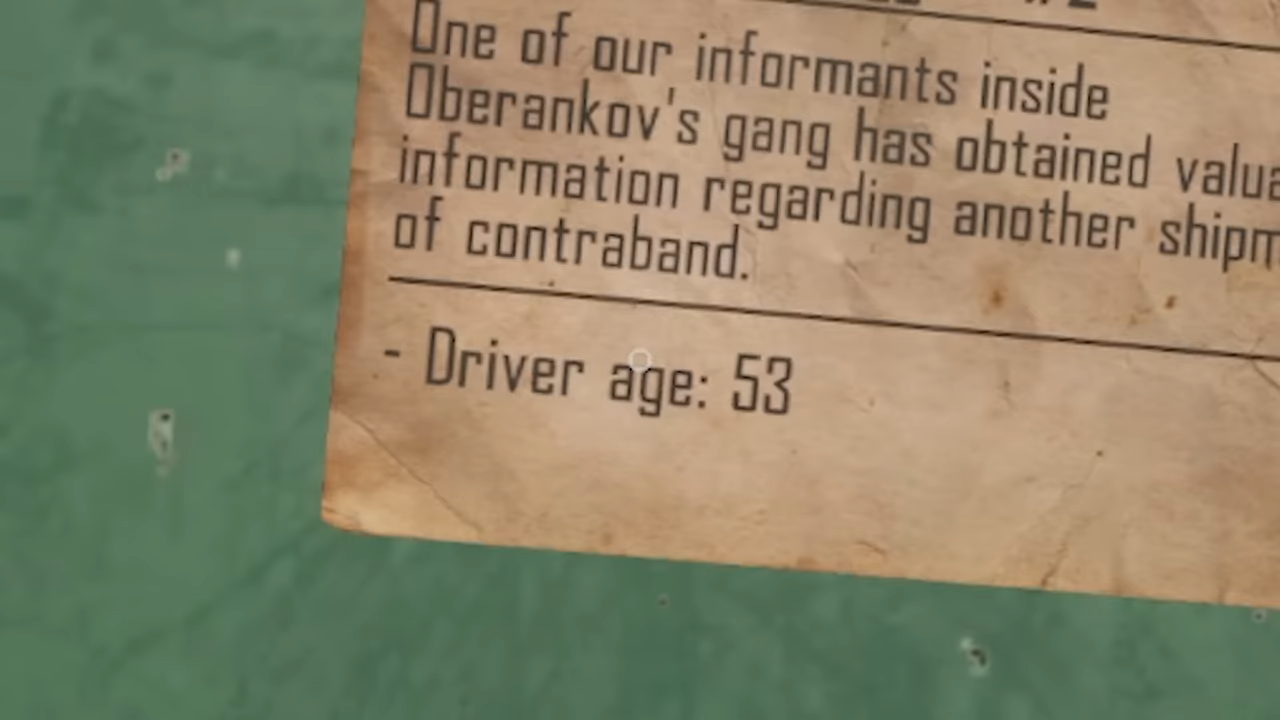 One of our informants inside
Oberankov's gang has obtained
information regarding another
of contraband.
- Driver age: 53